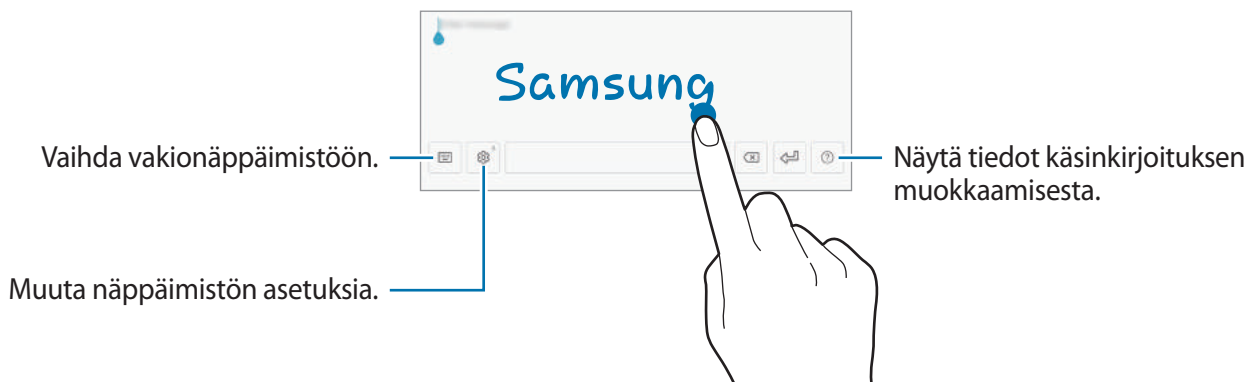 Samsung
Vaihda vakionäppäimistöön.
Näytä tiedot käsinkirjoituksen
muokkaamisesta.
Muuta näppäimistön asetuksia.